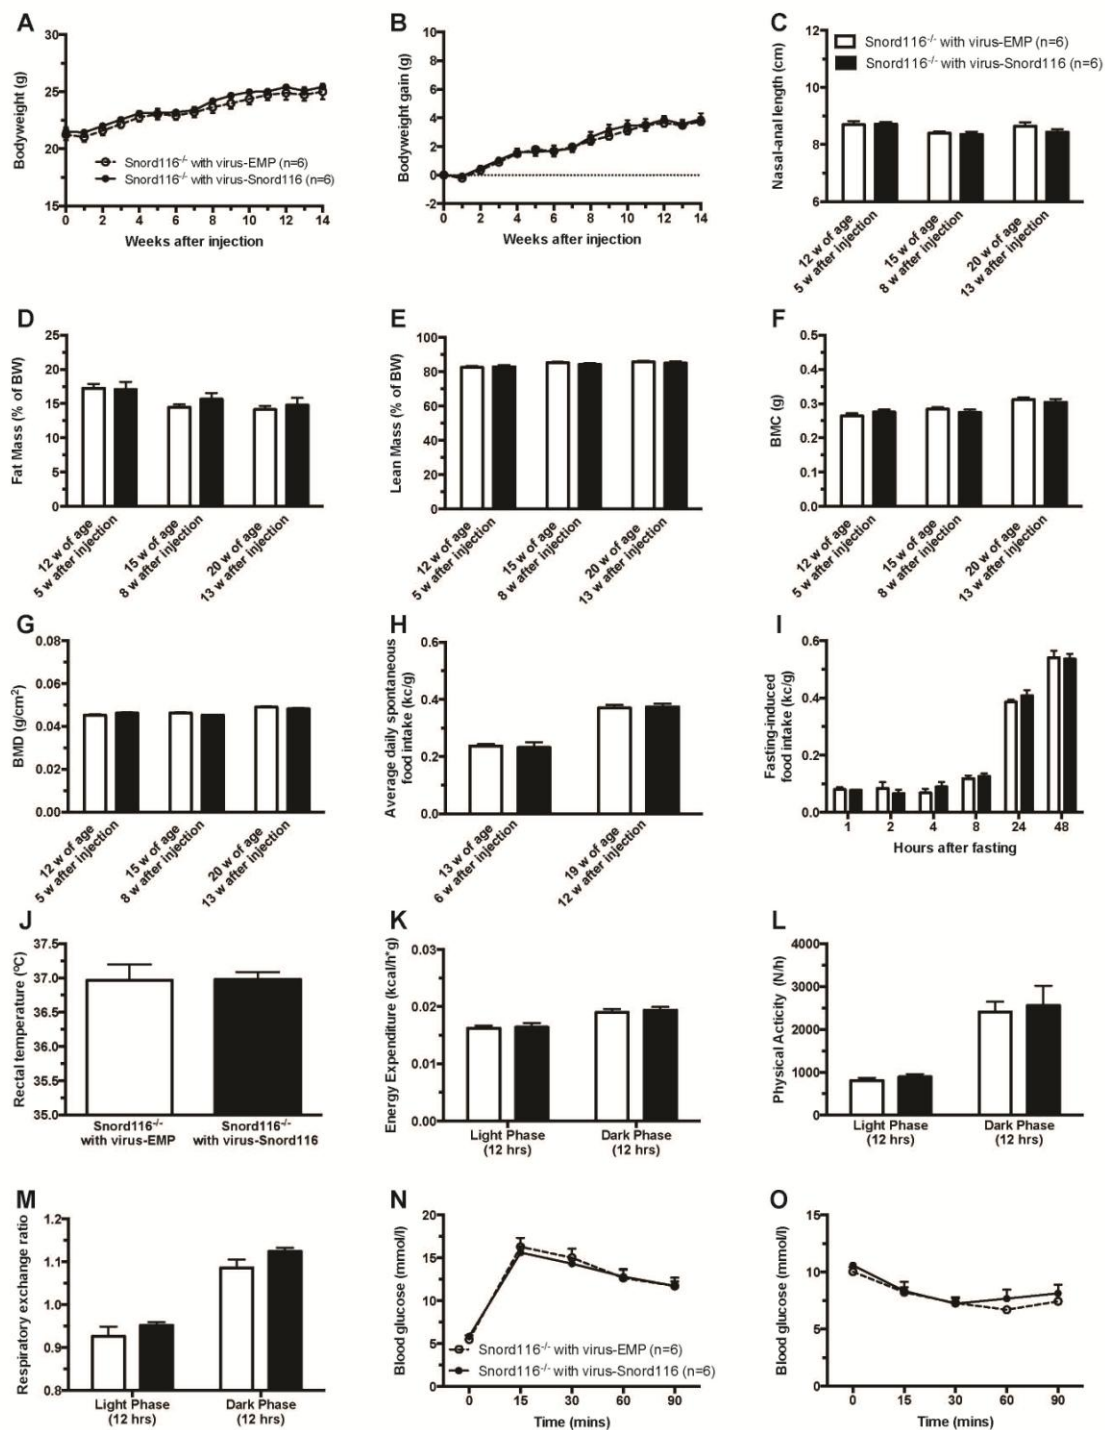 A
Bodyweight (g)
30
25
20
15
Snord116-/- with virus-EMP (n=6)
Snord116-/- with virus-Snord116 (n=6)
0 2 4 6 8 10 12 14
Weeks after injection
B
Bodyweight gain (g)
10
8
6
4
2
0
-2
0 2 4 6 8 10 12 14
Weeks after injection
C
Nasal-anal length (cm)
12
10
8
6
Snord116-/- with virus-EMP (n=6)
Snord116-/- with virus-Snord116 (n=6)
12 w of age
5 w after injection
15 w of age
8 w after injection
20 w of age
13 w after injection
D
Fat Mass (% of BW)
25
20
15
10
5
0
12 w of age
5 w after injection
15 w of age
8 w after injection
20 w of age
13 w after injection
E
Lean Mass (% of BW)
100
80
60
40
20
0
12 w of age
5 w after injection
15 w of age
8 w after injection
20 w of age
13 w after injection
F
BMC (g)
0.5
0.4
0.3
0.2
0.1
0.0
12 w of age
5 w after injection
15 w of age
8 w after injection
20 w of age
13 w after injection
G
BMD (g/cm²)
0.08
0.06
0.04
0.02
0.00
12 w of age
5 w after injection
15 w of age
8 w after injection
20 w of age
13 w after injection
H
Average daily spontaneous
food intake (kc/g)
0.6
0.4
0.2
0.0
13 w of age
6 w after injection
19 w of age
12 w after injection
I
Fasting-induced
food intake (kc/g)
0.6
0.4
0.2
0.0
1 2 4 8 24 48
Hours after fasting
J
Rectal temperature (ºC)
37.5
37.0
36.5
36.0
35.5
35.0
Snord116-/-
with virus-EMP
Snord116-/-
with virus-Snord116
K
Energy Expenditure (kcal/h*g)
0.03
0.02
0.01
0.00
Light Phase
(12 hrs)
Dark Phase
(12 hrs)
L
Physical Acticity (N/h)
4000
3000
2000
1000
0
Light Phase
(12 hrs)
Dark Phase
(12 hrs)
M
Respiratory exchange ratio
1.2
1.1
1.0
0.9
0.8
Light Phase
(12 hrs)
Dark Phase
(12 hrs)
N
Blood glucose (mmol/l)
20
15
10
5
0
Snord116-/- with virus-EMP (n=6)
Snord116-/- with virus-Snord116 (n=6)
0 15 30 60 90
Time (mins)
O
Blood glucose (mmol/l)
15
10
5
0
0 15 30 60 90
Time (mins)